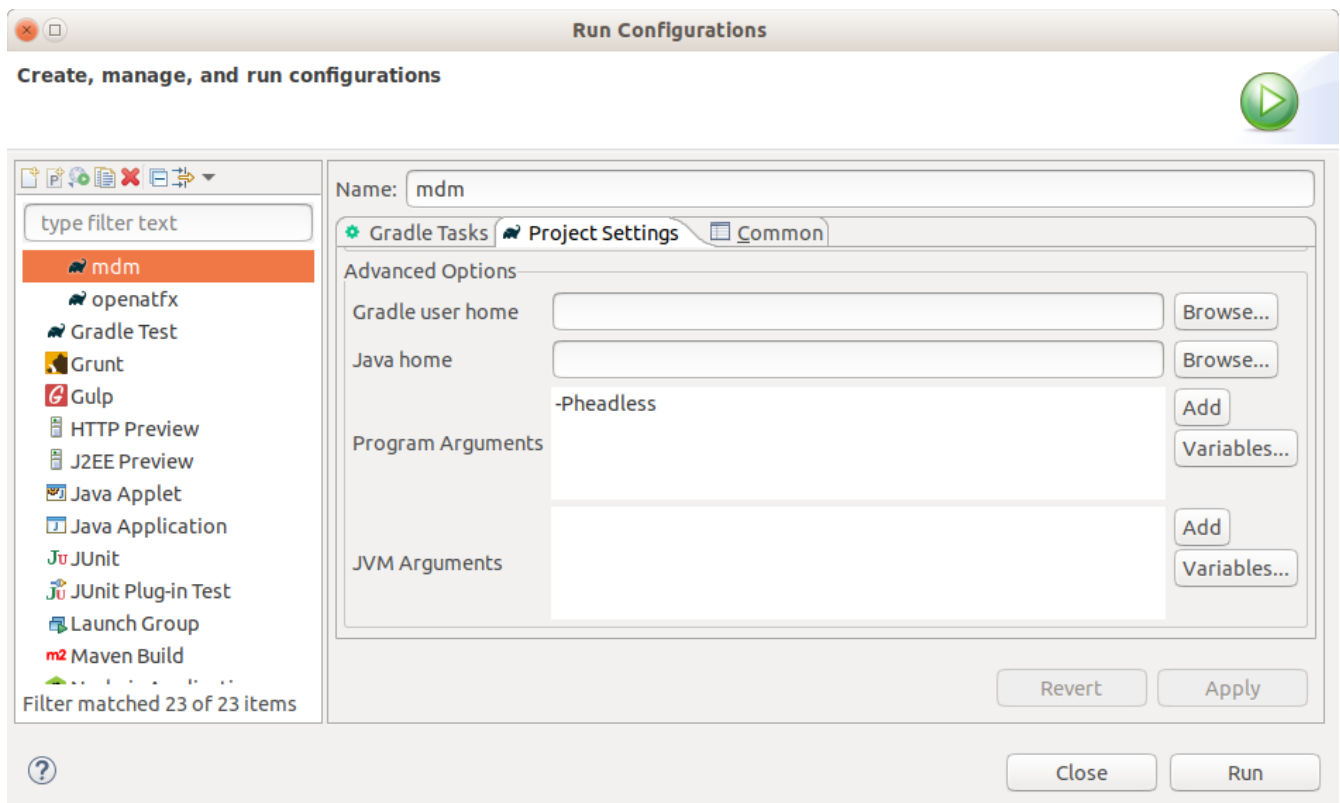 Run Configurations
Create, manage, and run configurations
type filter text
mdm
openatfx
Gradle Test
Grunt
Gulp
HTTP Preview
J2EE Preview
Java Applet
Java Application
JUnit
JUnit Plug-in Test
Launch Group
m2 Maven Build
Filter matched 23 of 23 items
Name: mdm
Gradle Tasks Project Settings Common
Advanced Options
Gradle user home Browse...
Java home Browse...
Program Arguments -Pheadless Add
Variables...
JVM Arguments Add
Variables...
Revert Apply
Close Run